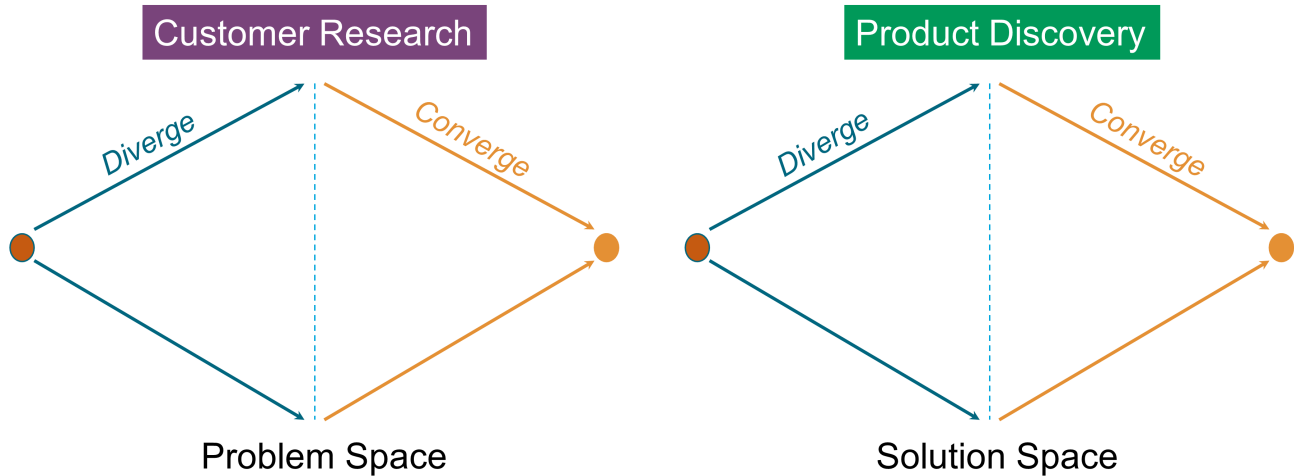 Customer Research
Product Discovery
Diverge
Converge
Diverge
Converge
Problem Space
Solution Space